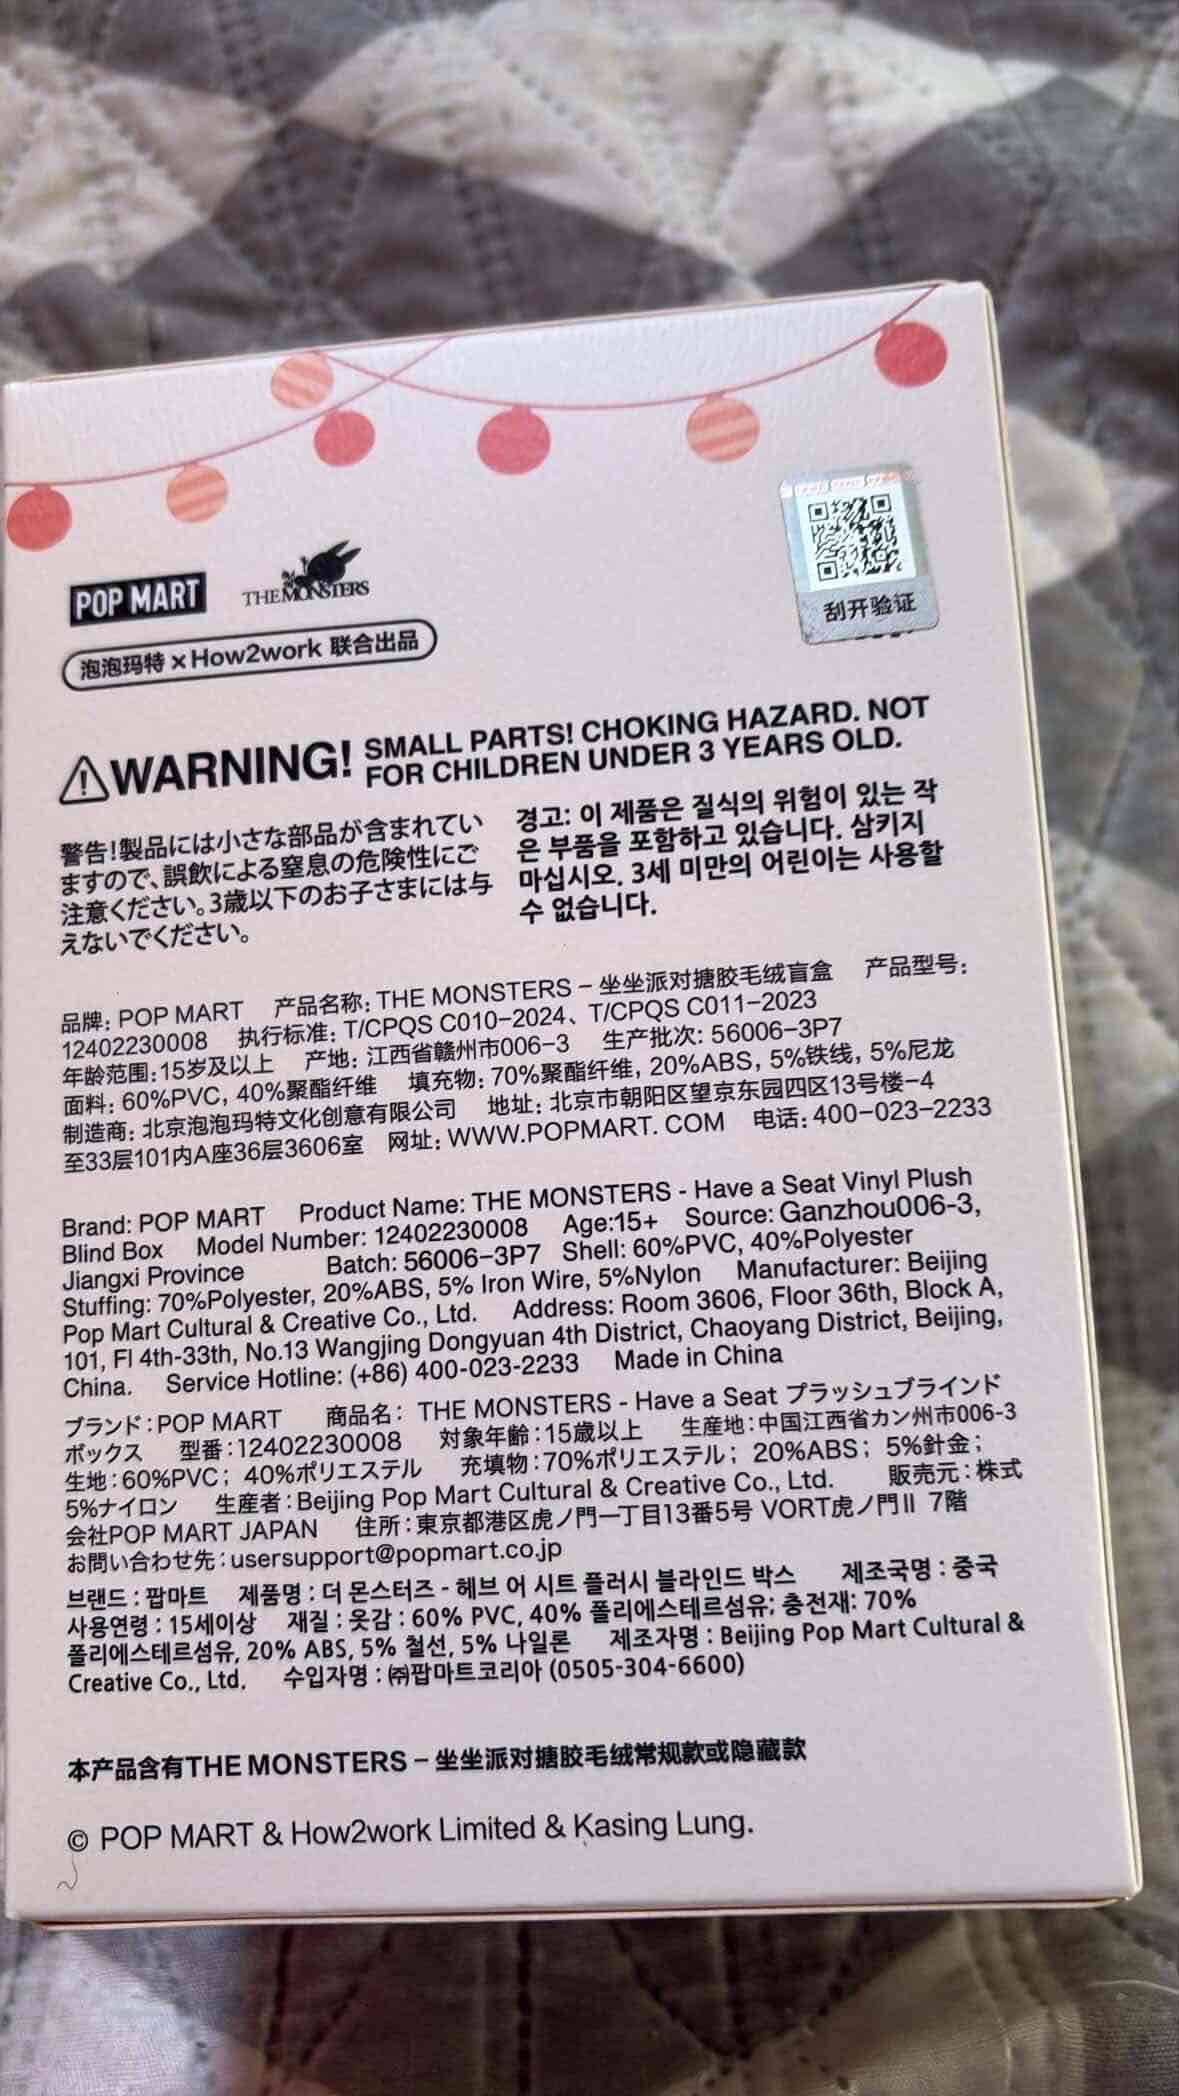 刮开验证
POP MART THE MONSTERS
泡泡玛特 × How2work 联合出品
WARNING! SMALL PARTS! CHOKING HAZARD. NOT
FOR CHILDREN UNDER 3 YEARS OLD.
警告!製品には小さな部品が含まれてい
ますので、誤飲による窒息の危険性にご
注意ください。3歳以下のお子さまには与
えないでください。
경고: 이 제품은 질식의 위험이 있는 작
은 부품을 포함하고 있습니다. 삼키지
마십시오. 3세 미만의 어린이는 사용할
수 없습니다.
品牌: POP MART 产品名称: THE MONSTERS – 坐坐派对搪胶毛绒盲盒 产品型号:
12402230008 执行标准: T/CPQS C010-2024、T/CPQS C011-2023
年龄范围:15岁及以上 产地: 江西省赣州市006-3 生产批次: 56006-3P7
面料: 60%PVC, 40%聚酯纤维 填充物: 70%聚酯纤维, 20%ABS, 5%铁线, 5%尼龙
制造商: 北京泡泡玛特文化创意有限公司 地址: 北京市朝阳区望京东园四区13号楼-4
至33层101内A座36层3606室 网址: WWW.POPMART. COM 电话: 400-023-2233
Brand: POP MART Product Name: THE MONSTERS - Have a Seat Vinyl Plush
Blind Box Model Number: 12402230008 Age:15+ Source: Ganzhou006-3,
Jiangxi Province Batch: 56006-3P7 Shell: 60%PVC, 40%Polyester
Stuffing: 70%Polyester, 20%ABS, 5% Iron Wire, 5%Nylon Manufacturer: Beijing
Pop Mart Cultural & Creative Co., Ltd. Address: Room 3606, Floor 36th, Block A,
101, Fl 4th-33th, No.13 Wangjing Dongyuan 4th District, Chaoyang District, Beijing,
China. Service Hotline: (+86) 400-023-2233 Made in China
ブランド:POP MART 商品名: THE MONSTERS - Have a Seat プラッシュブラインド
ボックス 型番:12402230008 対象年齢:15歳以上 生産地:中国江西省カン州市006-3
生地:60%PVC; 40%ポリエステル 充填物:70%ポリエステル; 20%ABS; 5%針金;
5%ナイロン 生産者:Beijing Pop Mart Cultural & Creative Co., Ltd. 販売元:株式
会社POP MART JAPAN 住所:東京都港区虎ノ門一丁目13番5号 VORT虎ノ門Ⅱ 7階
お問い合わせ先:usersupport@popmart.co.jp
브랜드 : 팝마트 제품명 : 더 몬스터즈 - 헤브 어 시트 플러시 블라인드 박스 제조국명 : 중국
사용연령 : 15세이상 재질 : 옷감 : 60% PVC, 40% 폴리에스테르섬유; 충전재: 70%
폴리에스테르섬유, 20% ABS, 5% 철선, 5% 나일론 제조자명 : Beijing Pop Mart Cultural &
Creative Co., Ltd. 수입자명 : ㈜팝마트코리아 (0505-304-6600)
本产品含有THE MONSTERS – 坐坐派对搪胶毛绒常规款或隐藏款
© POP MART & How2work Limited & Kasing Lung.